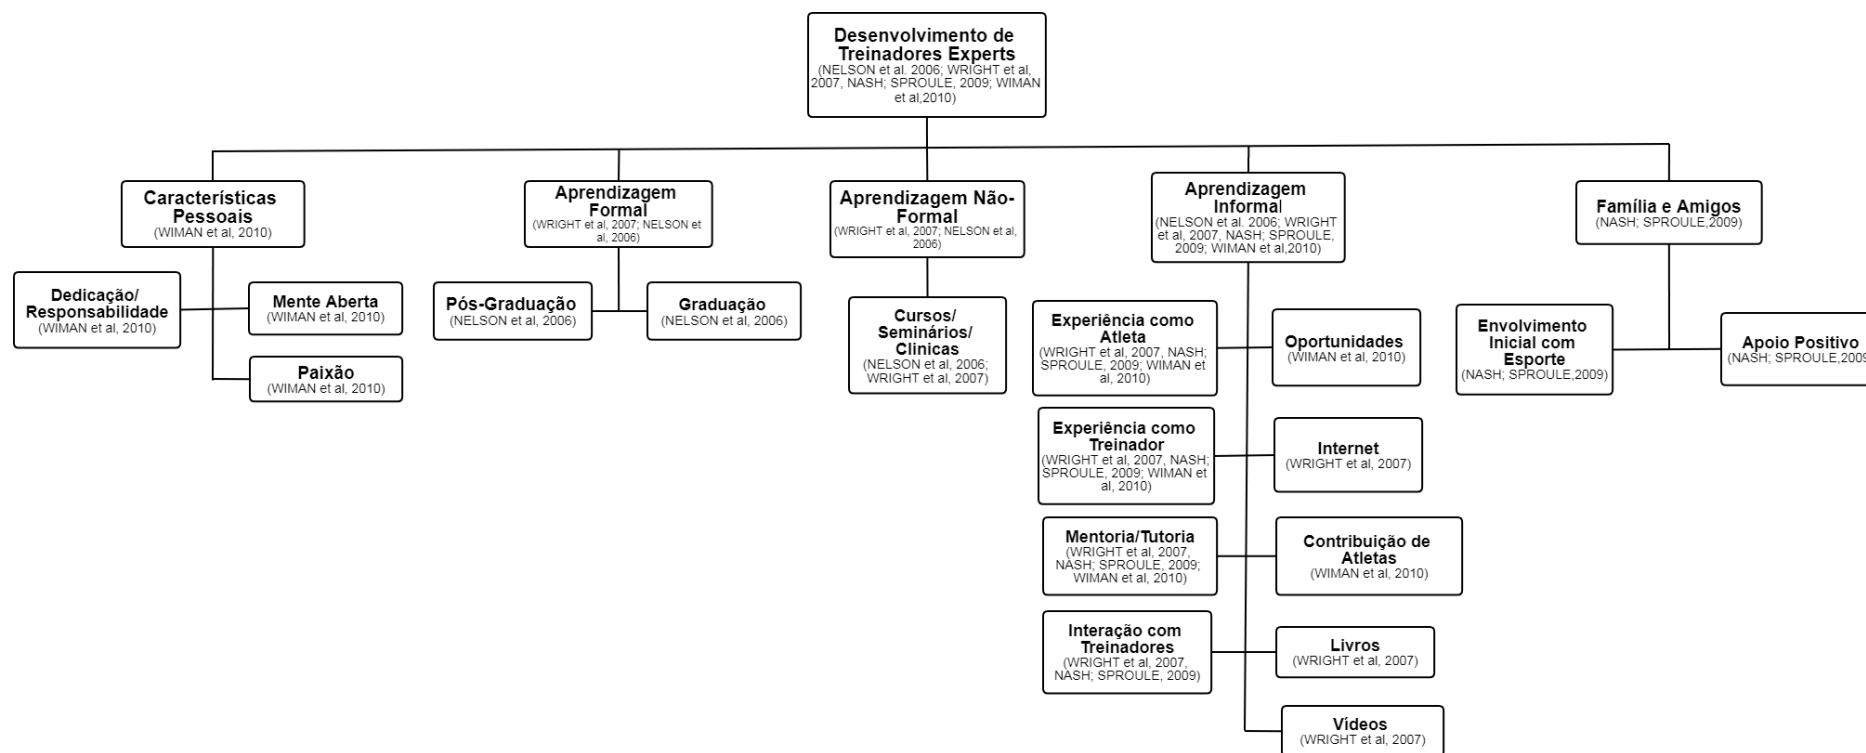 Desenvolvimento de
Treinadores Experts
(NELSON et al. 2006; WRIGHT et al,
2007, NASH; SPROULE, 2009; WIMAN
et al,2010)
Características
Pessoais
(WIMAN et al, 2010)
Aprendizagem
Formal
(WRIGHT et al, 2007; NELSON et
al, 2006)
Aprendizagem Não-
Formal
(WRIGHT et al, 2007; NELSON et al,
2006)
Aprendizagem
Informal
(NELSON et al. 2006; WRIGHT
et al, 2007, NASH; SPROULE,
2009; WIMAN et al,2010)
Família e Amigos
(NASH; SPROULE,2009)
Dedicação/
Responsabilidade
(WIMAN et al, 2010)
Mente Aberta
(WIMAN et al, 2010)
Paixão
(WIMAN et al, 2010)
Pós-Graduação
(NELSON et al, 2006)
Graduação
(NELSON et al, 2006)
Cursos/
Seminários/
Clinicas
(NELSON et al, 2006;
WRIGHT et al, 2007)
Experiência como
Atleta
(WRIGHT et al, 2007, NASH;
SPROULE, 2009; WIMAN et
al, 2010)
Oportunidades
(WIMAN et al, 2010)
Experiência como
Treinador
(WRIGHT et al, 2007, NASH;
SPROULE, 2009; WIMAN et
al, 2010)
Internet
(WRIGHT et al, 2007)
Mentoria/Tutoria
(WRIGHT et al, 2007,
NASH; SPROULE, 2009;
WIMAN et al, 2010)
Contribuição de
Atletas
(WIMAN et al, 2010)
Interação com
Treinadores
(WRIGHT et al, 2007,
NASH; SPROULE, 2009)
Livros
(WRIGHT et al, 2007)
Vídeos
(WRIGHT et al, 2007)
Envolvimento
Inicial com
Esporte
(NASH; SPROULE,2009)
Apoio Positivo
(NASH; SPROULE,2009